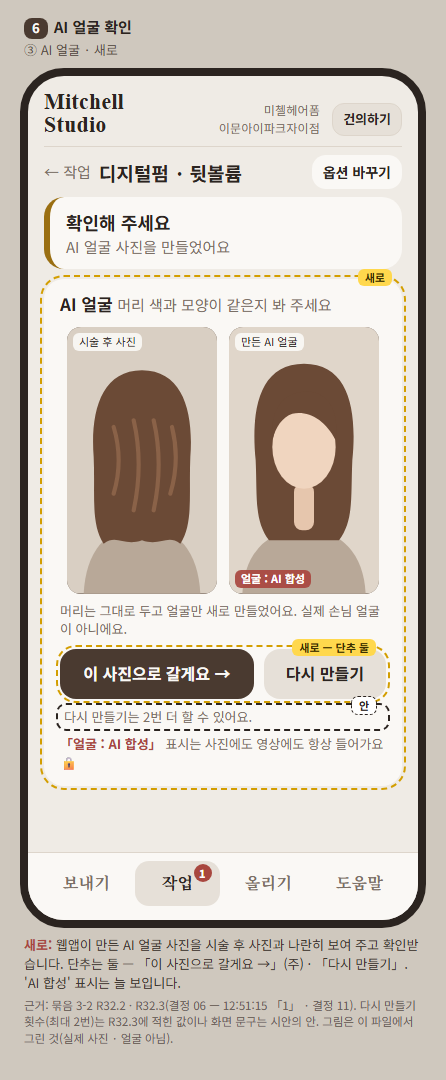 6 AI 얼굴 확인
③ AI 얼굴 · 새로
Mitchell
Studio
미첼헤어폼
이문아이파크자이점
건의하기
← 작업 디지털펌 · 뒷볼륨
옵션 바꾸기
확인해 주세요
AI 얼굴 사진을 만들었어요
새로
AI 얼굴 머리 색과 모양이 같은지 봐 주세요
시술 후 사진
만든 AI 얼굴
얼굴 : AI 합성
머리는 그대로 두고 얼굴만 새로 만들었어요. 실제 손님 얼굴
이 아니에요.
새로 — 단추 둘
이 사진으로 갈게요 →
다시 만들기
안
다시 만들기는 2번 더 할 수 있어요.
「얼굴 : AI 합성」 표시는 사진에도 영상에도 항상 들어가요
🔒
보내기
작업
1
올리기
도움말
새로: 웹앱이 만든 AI 얼굴 사진을 시술 후 사진과 나란히 보여 주고 확인받
습니다. 단추는 둘 — 「이 사진으로 갈게요 →」(주) · 「다시 만들기」.
'AI 합성' 표시는 늘 보입니다.
근거: 묶음 3-2 R32.2 · R32.3(결정 06 — 12:51:15 「1」 · 결정 11). 다시 만들기
횟수(최대 2번)는 R32.3에 적힌 값이나 화면 문구는 시안의 안. 그림은 이 파일에서
그린 것(실제 사진 · 얼굴 아님).